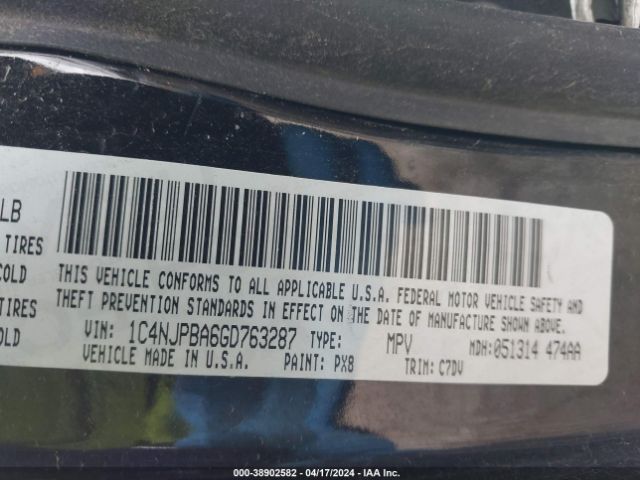 LB
TIRES
COLD
TIRES
COLD
THIS VEHICLE CONFORMS TO ALL APPLICABLE U.S.A. FEDERAL MOTOR VEHICLE SAFETY AND
THEFT PREVENTION STANDARDS IN EFFECT ON THE DATE OF MANUFACTURE SHOWN ABOVE.
VIN: 1C4NJPBA6GD763287 TYPE: MPV MDH:051314 474AA
VEHICLE MADE IN U.S.A. PAINT: PX8 TRIM: C7DV
000-38902582 - 04/17/2024 - IAA Inc.